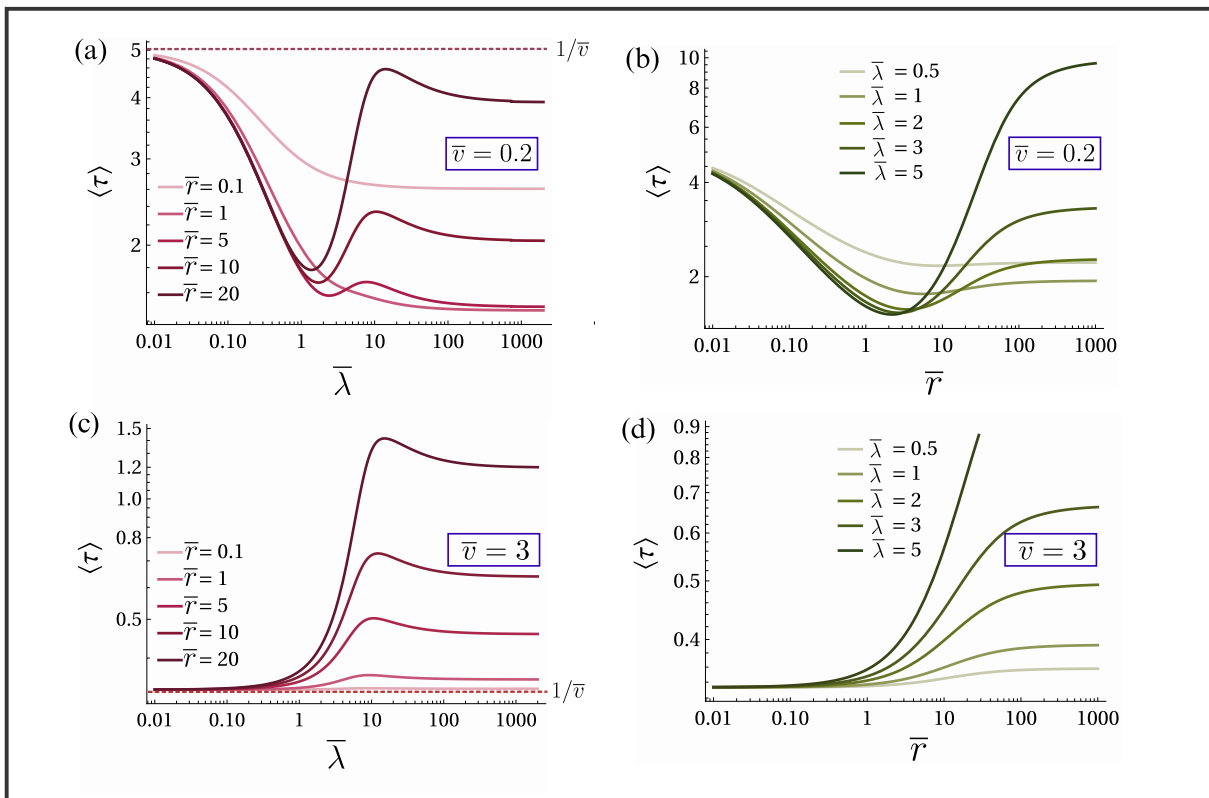 (a)
5
4
3
2
⟨τ⟩
1/v̅
v̅ = 0.2
r̅ = 0.1
r̅ = 1
r̅ = 5
r̅ = 10
r̅ = 20
0.01 0.10 1 10 100 1000
λ̅
(b)
10
8
6
4
2
⟨τ⟩
λ̅ = 0.5
λ̅ = 1
λ̅ = 2
λ̅ = 3
λ̅ = 5
v̅ = 0.2
0.01 0.10 1 10 100 1000
r̅
(c)
1.5
1.2
1.0
0.8
0.5
⟨τ⟩
v̅ = 3
r̅ = 0.1
r̅ = 1
r̅ = 5
r̅ = 10
r̅ = 20
1/v̅
0.01 0.10 1 10 100 1000
λ̅
(d)
0.9
0.8
0.7
0.6
0.5
0.4
⟨τ⟩
λ̅ = 0.5
λ̅ = 1
λ̅ = 2
λ̅ = 3
λ̅ = 5
v̅ = 3
0.01 0.10 1 10 100 1000
r̅